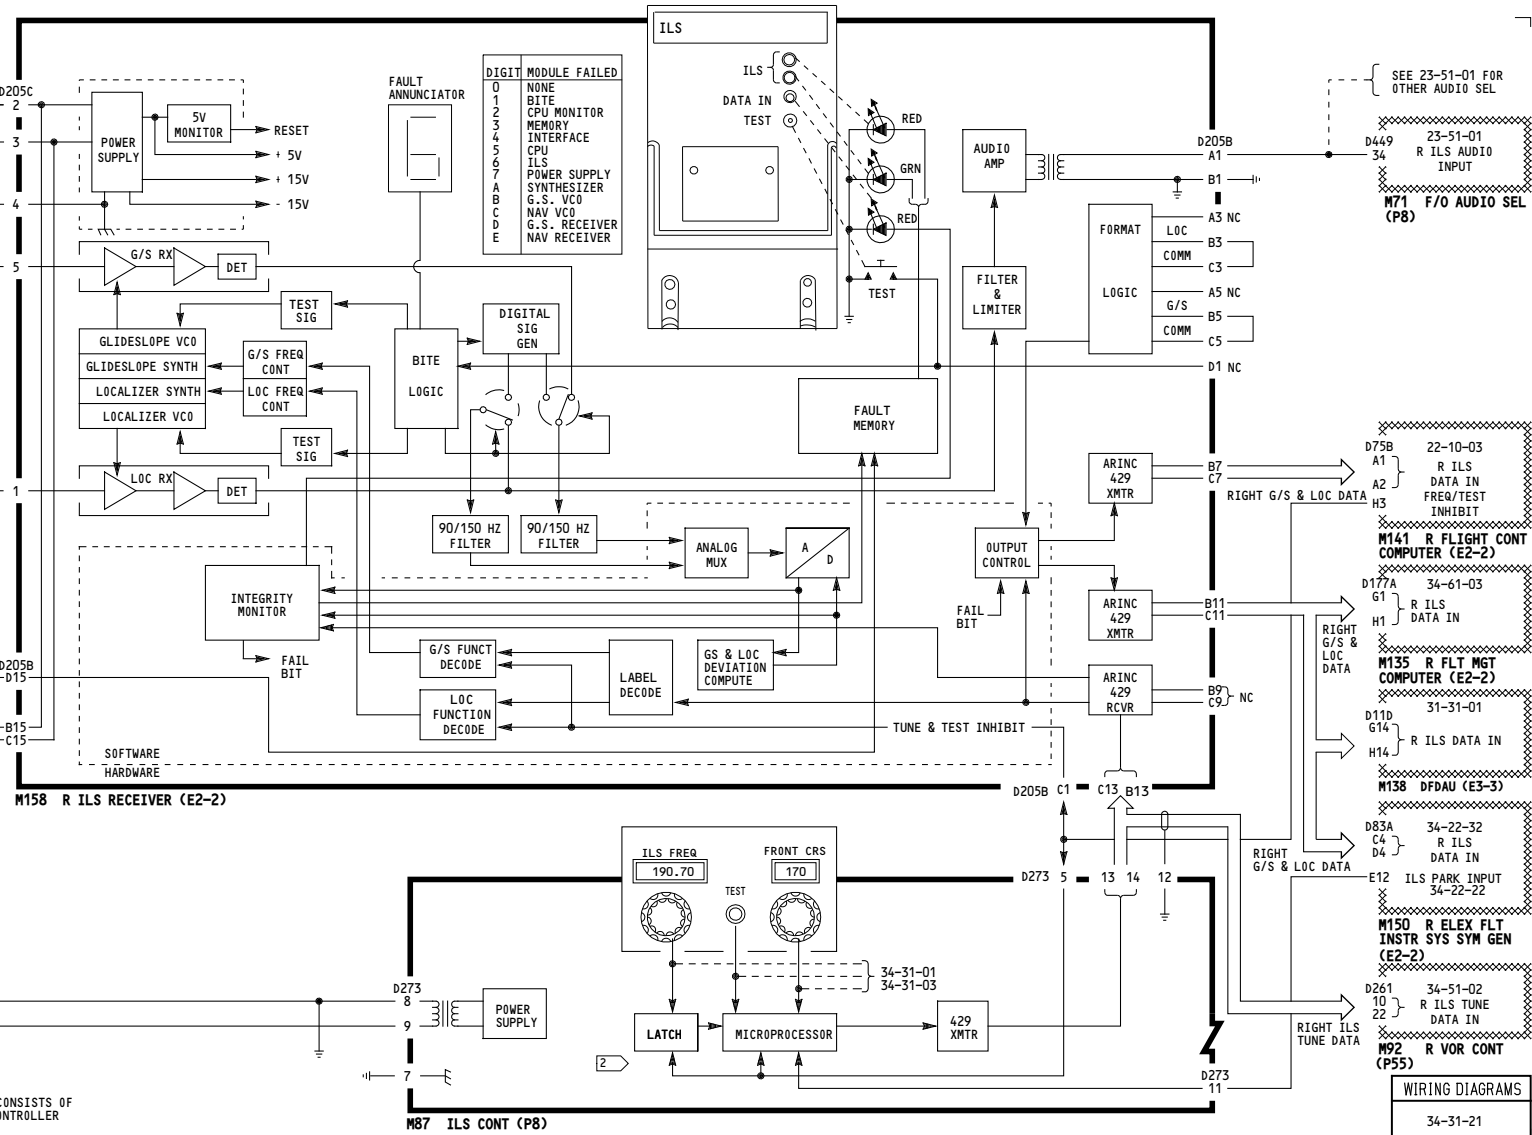 ILS
ILS
DATA IN
TEST
RED
GRN
RED
TEST
DIGIT MODULE FAILED
0 NONE
1 BITE
2 CPU MONITOR
3 MEMORY
4 INTERFACE
5 CPU
6 ILS
7 POWER SUPPLY
A SYNTHESIZER
B G.S. VCO
C NAV VCO
D G.S. RECEIVER
E NAV RECEIVER
FAULT
ANNUNCIATOR
6
D205C
2
3
4
5
1
POWER
SUPPLY
5V
MONITOR
RESET
+ 5V
+ 15V
- 15V
G/S RX
DET
TEST
SIG
GLIDESLOPE VCO
GLIDESLOPE SYNTH
LOCALIZER SYNTH
LOCALIZER VCO
G/S FREQ
CONT
LOC FREQ
CONT
TEST
SIG
LOC RX
DET
BITE
LOGIC
DIGITAL
SIG
GEN
90/150 HZ
FILTER
90/150 HZ
FILTER
ANALOG
MUX
A
D
FAULT
MEMORY
AUDIO
AMP
FILTER
&
LIMITER
FORMAT
LOGIC
D205B
A1
B1
A3 NC
LOC
B3
COMM
C3
A5 NC
G/S
B5
COMM
C5
D1 NC
ARINC
429
XMTR
B7
C7
OUTPUT
CONTROL
FAIL
BIT
ARINC
429
XMTR
B11
C11
ARINC
429
RCVR
B9
C9
NC
INTEGRITY
MONITOR
FAIL
BIT
G/S FUNCT
DECODE
LOC
FUNCTION
DECODE
LABEL
DECODE
GS & LOC
DEVIATION
COMPUTE
TUNE & TEST INHIBIT
D205B
D15
B15
C15
SOFTWARE
HARDWARE
M158 R ILS RECEIVER (E2-2)
D205B C1 C13 B13
SEE 23-51-01 FOR
OTHER AUDIO SEL
D449
34
23-51-01
R ILS AUDIO
INPUT
M71 F/O AUDIO SEL
(P8)
RIGHT G/S & LOC DATA
D75B
A1
A2
H3
22-10-03
R ILS
DATA IN
FREQ/TEST
INHIBIT
M141 R FLIGHT CONT
COMPUTER (E2-2)
D177A
G1
H1
34-61-03
R ILS
DATA IN
RIGHT
G/S &
LOC
DATA
M135 R FLT MGT
COMPUTER (E2-2)
D11D
G14
H14
31-31-01
R ILS DATA IN
M138 DFDAU (E3-3)
D83A
C4
D4
E12
34-22-32
R ILS
DATA IN
ILS PARK INPUT
34-22-22
RIGHT
G/S & LOC DATA
M150 R ELEX FLT
INSTR SYS SYM GEN
(E2-2)
D261
10
22
34-51-02
R ILS TUNE
DATA IN
RIGHT ILS
TUNE DATA
M92 R VOR CONT
(P55)
ILS FREQ
190.70
TEST
FRONT CRS
170
D273 5 13 14 12
34-31-01
34-31-03
D273
8
9
7
POWER
SUPPLY
LATCH
MICROPROCESSOR
429
XMTR
2
D273
11
M87 ILS CONT (P8)
CONSISTS OF
CONTROLLER
WIRING DIAGRAMS
34-31-21